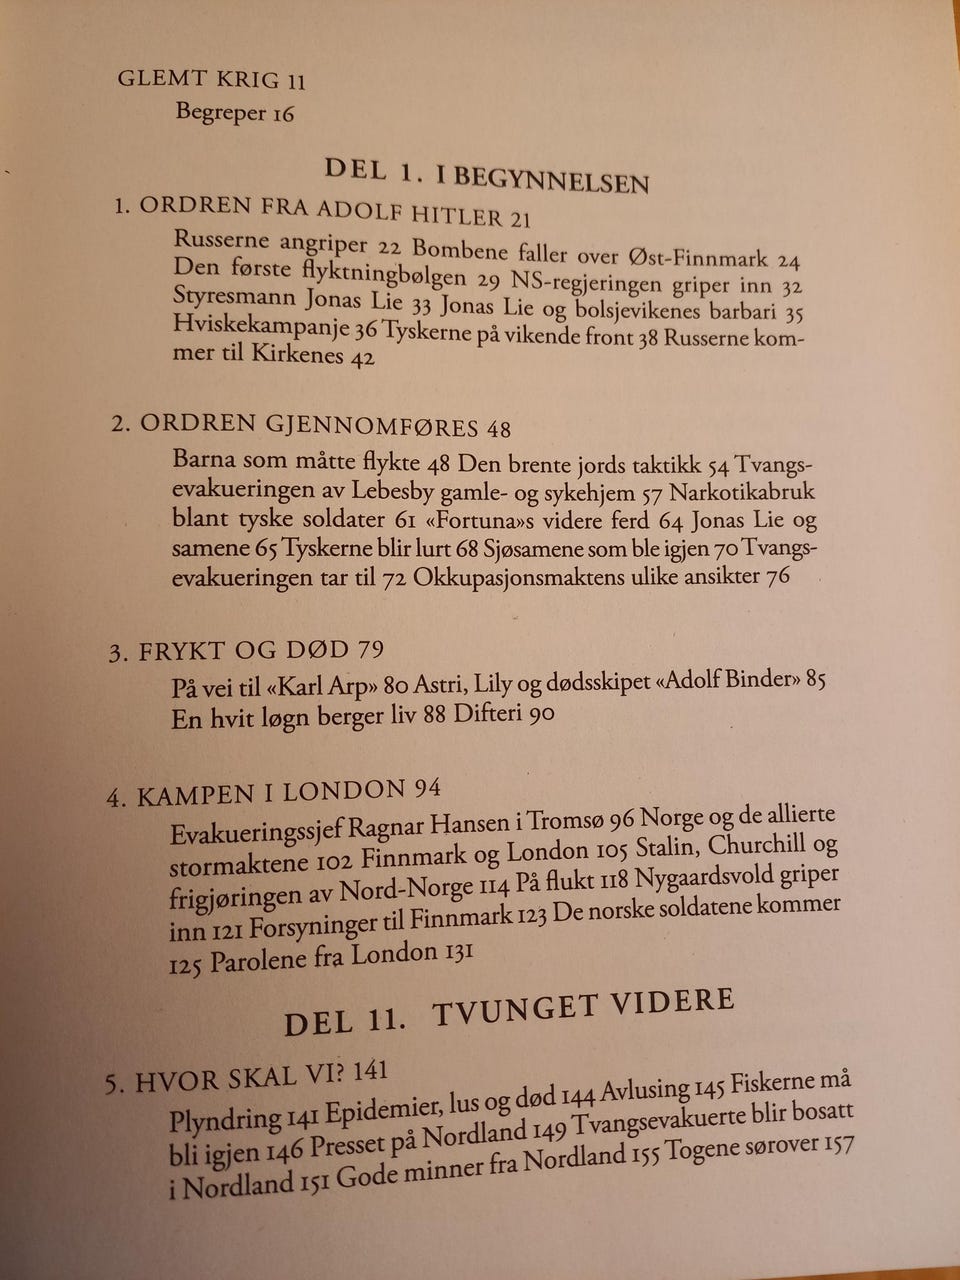 GLEMT KRIG 11
Begreper 16
DEL 1. I BEGYNNELSEN
1. ORDREN FRA ADOLF HITLER 21
Russerne angriper 22 Bombene faller over Øst-Finnmark 24
Den første flyktningbølgen 29 NS-regjeringen griper inn 32
Styresmann Jonas Lie 33 Jonas Lie og bolsjevikenes barbari 35
Hviskekampanje 36 Tyskerne på vikende front 38 Russerne kom-
mer til Kirkenes 42
2. ORDREN GJENNOMFØRES 48
Barna som måtte flykte 48 Den brente jords taktikk 54 Tvangs-
evakueringen av Lebesby gamle- og sykehjem 57 Narkotikabruk
blant tyske soldater 61 «Fortuna»s videre ferd 64 Jonas Lie og
samene 65 Tyskerne blir lurt 68 Sjøsamene som ble igjen 70 Tvangs-
evakueringen tar til 72 Okkupasjonsmaktens ulike ansikter 76
3. FRYKT OG DØD 79
På vei til «Karl Arp» 80 Astri, Lily og dødsskipet «Adolf Binder» 85
En hvit løgn berger liv 88 Difteri 90
4. KAMPEN I LONDON 94
Evakueringssjef Ragnar Hansen i Tromsø 96 Norge og de allierte
stormaktene 102 Finnmark og London 105 Stalin, Churchill og
frigjøringen av Nord-Norge 114 På flukt 118 Nygaardsvold griper
inn 121 Forsyninger til Finnmark 123 De norske soldatene kommer
125 Parolene fra London 131
DEL 11. TVUNGET VIDERE
5. HVOR SKAL VI? 141
Plyndring 141 Epidemier, lus og død 144 Avlusing 145 Fiskerne må
bli igjen 146 Presset på Nordland 149 Tvangsevakuerte blir bosatt
i Nordland 151 Gode minner fra Nordland 155 Togene sørover 157